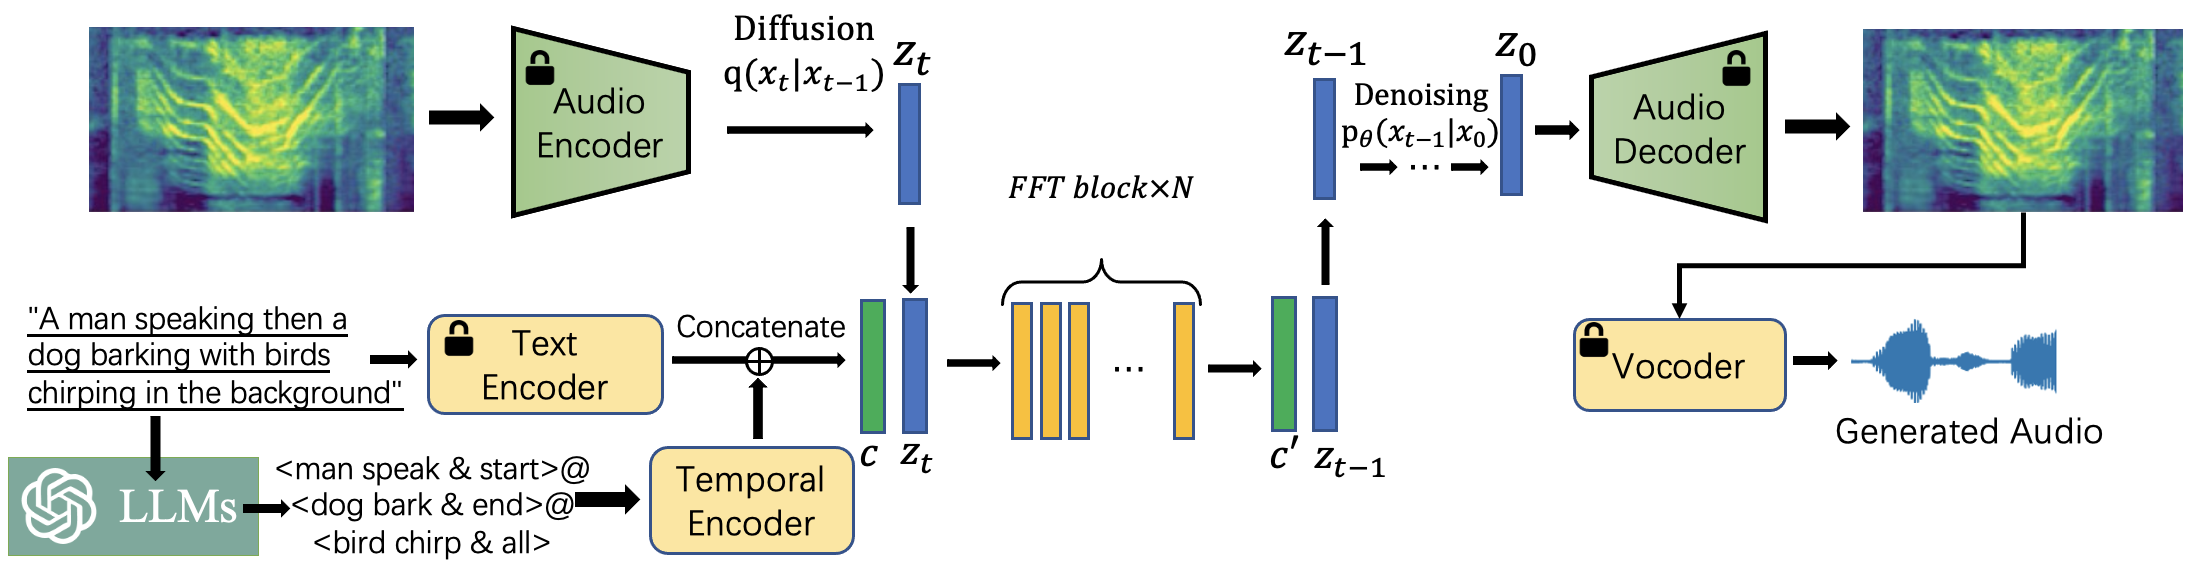 Diffusion
q(x_t|x_{t−1})
z_t
Audio
Encoder
z_{t−1}
z_0
Denoising
p_θ(x_{t−1}|x_0)
...
Audio
Decoder
FFT block×N
"A man speaking then a
dog barking with birds
chirping in the background"
Text
Encoder
Concatenate
c
z_t
...
c′
z_{t−1}
Vocoder
Generated Audio
LLMs
<man speak & start>@
<dog bark & end>@
<bird chirp & all>
Temporal
Encoder